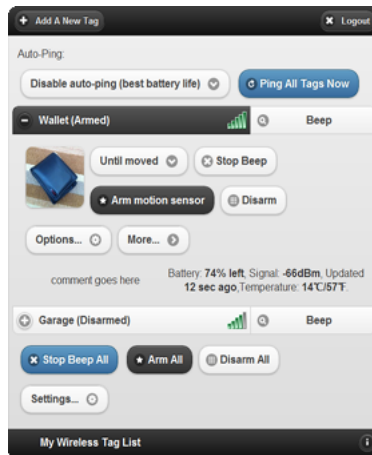 Add A New Tag Logout
Auto-Ping:
Disable auto-ping (best battery life) Ping All Tags Now
Wallet (Armed) Beep
Until moved Stop Beep
Arm motion sensor Disarm
Options... More...
comment goes here
Battery: 74% left, Signal: -66dBm, Updated
12 sec ago,Temperature: 14℃/57℉.
Garage (Disarmed) Beep
Stop Beep All Arm All Disarm All
Settings...
My Wireless Tag List